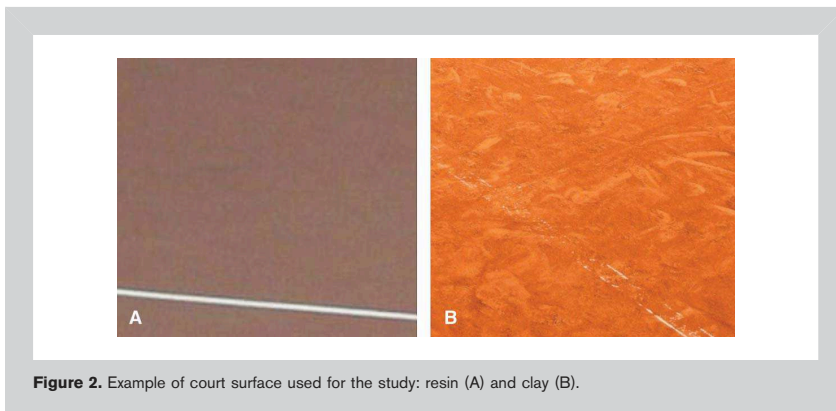 A
B
Figure 2. Example of court surface used for the study: resin (A) and clay (B).